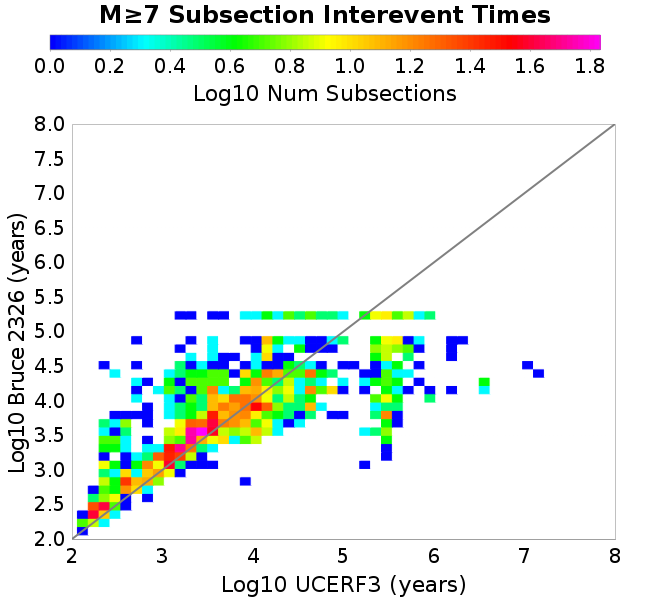 M≥7 Subsection Interevent Times
0.0 0.2 0.4 0.6 0.8 1.0 1.2 1.4 1.6 1.8
Log10 Num Subsections
8.0
7.5
7.0
6.5
6.0
5.5
5.0
4.5
4.0
3.5
3.0
2.5
2.0
Log10 Bruce 2326 (years)
2 3 4 5 6 7 8
Log10 UCERF3 (years)